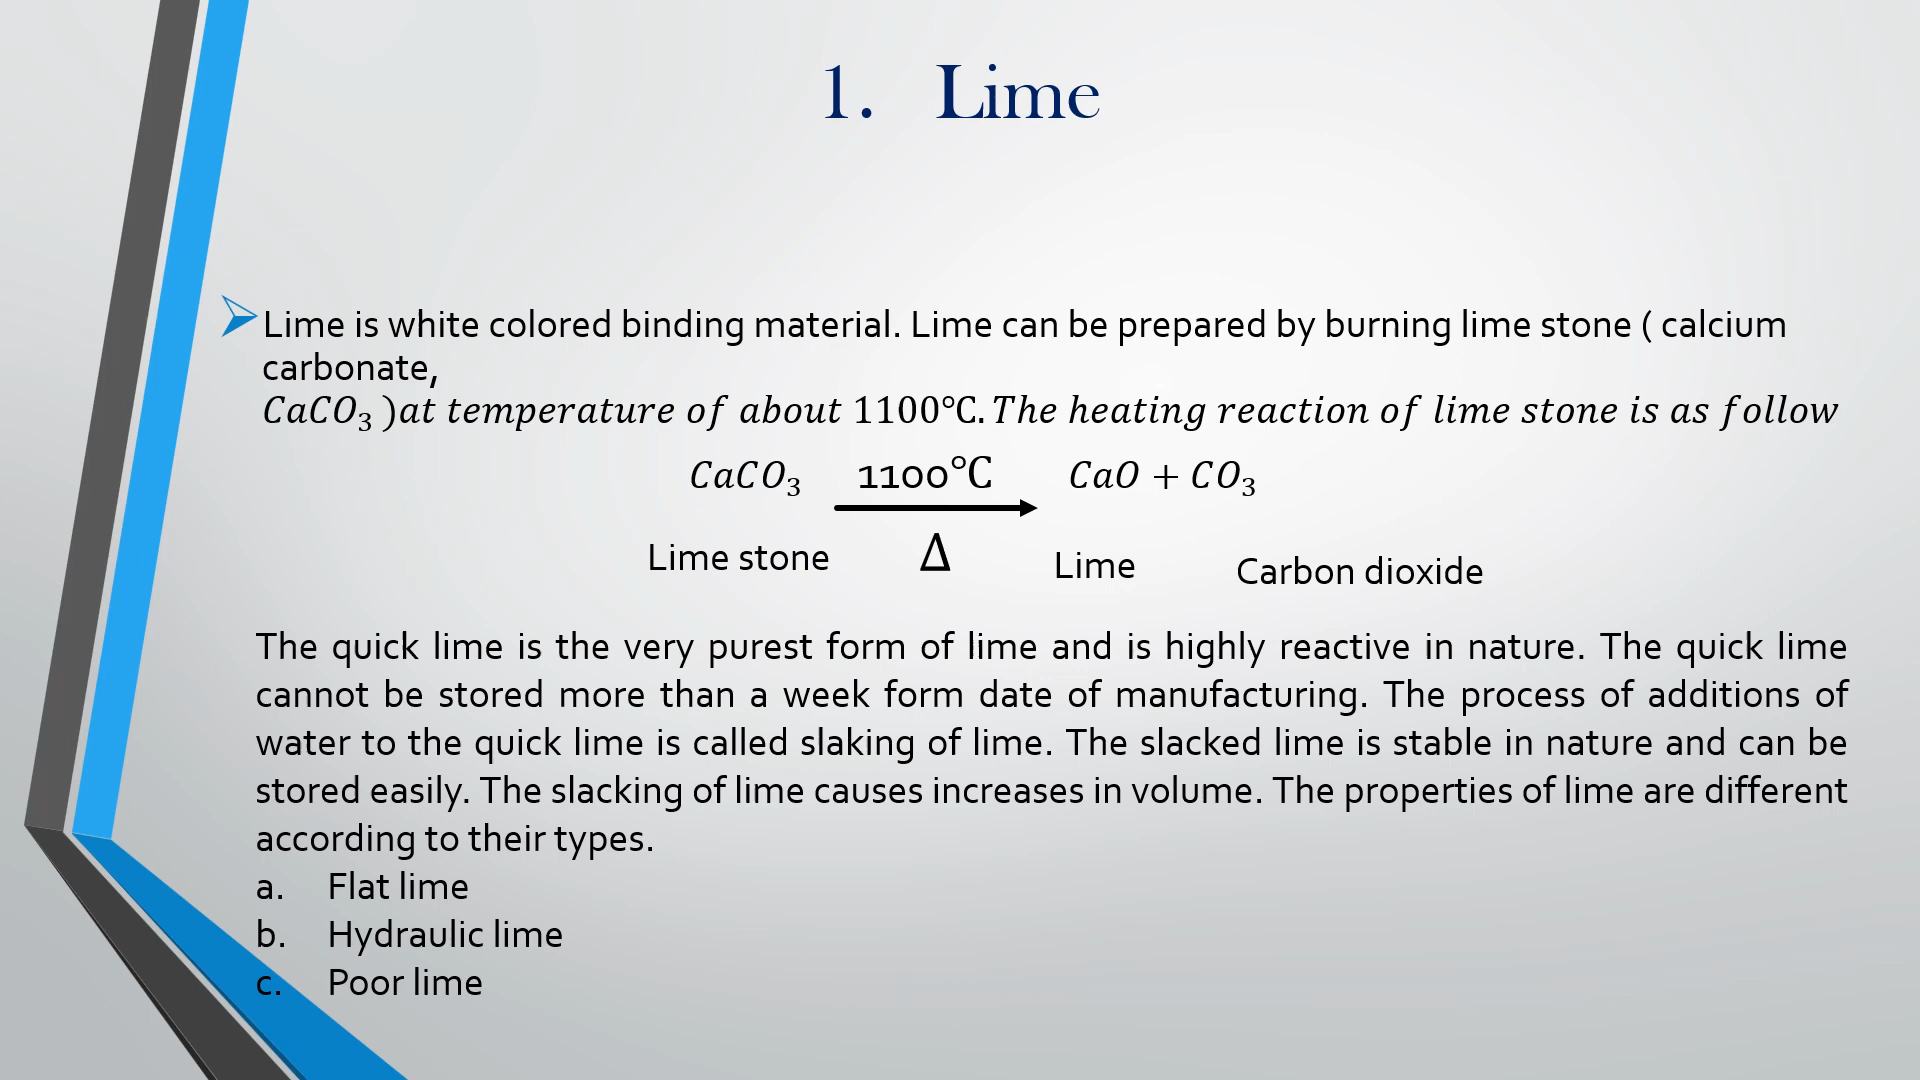 1. Lime
Lime is white colored binding material. Lime can be prepared by burning lime stone ( calcium
carbonate,
CaCO₃ )at temperature of about 1100℃. The heating reaction of lime stone is as follow
CaCO₃ 1100℃ CaO + CO₃
Lime stone Δ Lime Carbon dioxide
The quick lime is the very purest form of lime and is highly reactive in nature. The quick lime
cannot be stored more than a week form date of manufacturing. The process of additions of
water to the quick lime is called slaking of lime. The slacked lime is stable in nature and can be
stored easily. The slacking of lime causes increases in volume. The properties of lime are different
according to their types.
a. Flat lime
b. Hydraulic lime
c. Poor lime